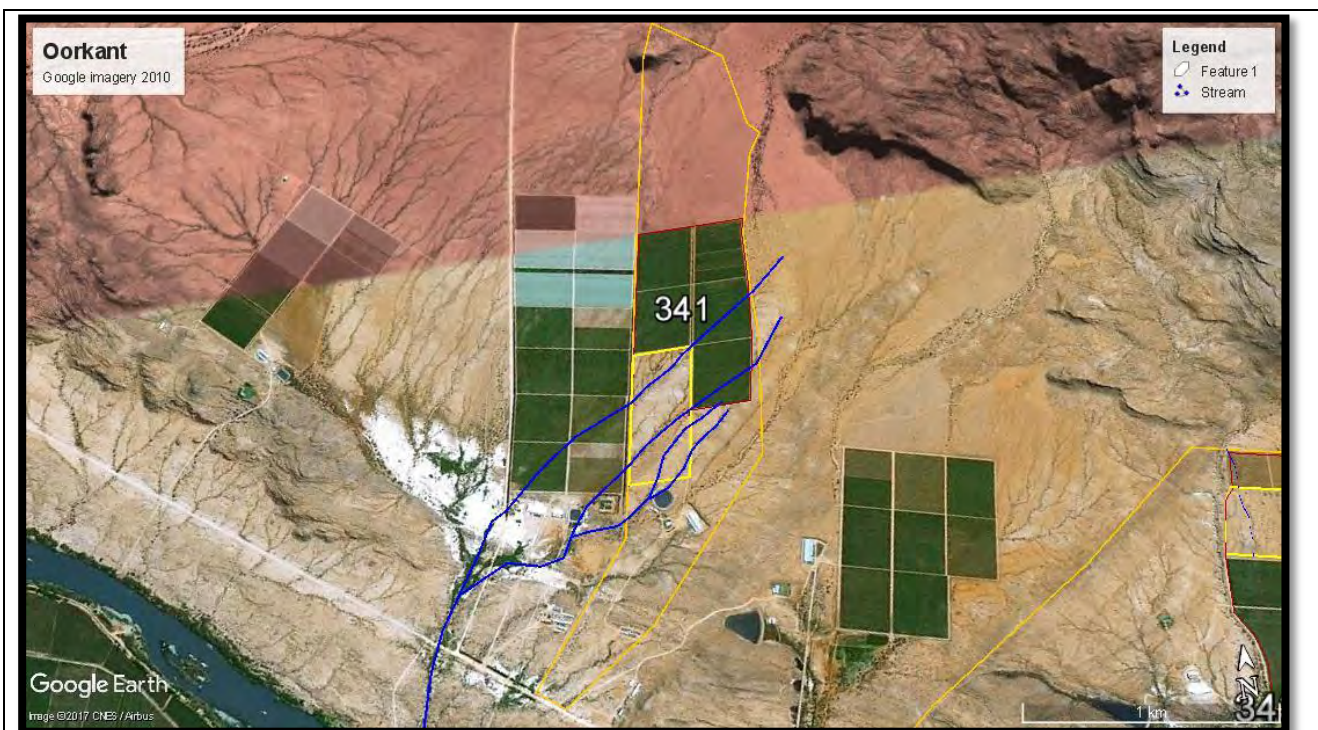 Oorkant
Google imagery 2010
Legend
Feature 1
Stream
341
Google Earth
Image ©2017 CNES / Airbus
N
1 km
34